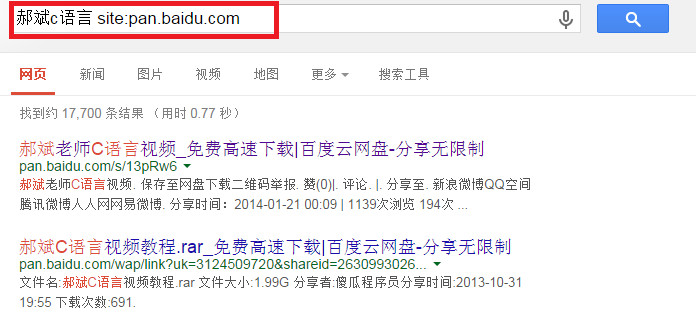 郝斌c语言 site:pan.baidu.com
网页 新闻 图片 视频 地图 更多 搜索工具
找到约 17,700 条结果 （用时 0.77 秒）
郝斌老师C语言视频_免费高速下载|百度云网盘-分享无限制
pan.baidu.com/s/13pRw6
郝斌老师C语言视频. 保存至网盘下载二维码举报. 赞(0)|. 评论. |. 分享至. 新浪微博QQ空间
腾讯微博人人网网易微博. 分享时间：2014-01-21 00:09 | 1139次浏览 194次 ...
郝斌C语言视频教程.rar_免费高速下载|百度云网盘-分享无限制
pan.baidu.com/wap/link?uk=3124509720&shareid=2630993026...
文件名:郝斌C语言视频教程.rar 文件大小:1.99G 分享者:傻瓜程序员分享时间:2013-10-31
19:55 下载次数:691.